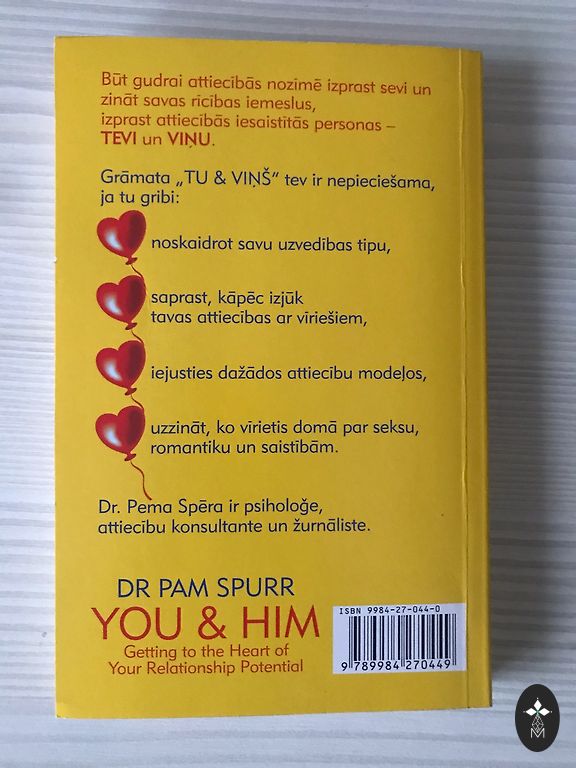 Būt gudrai attiecībās nozīmē izprast sevi un
zināt savas rīcības iemeslus,
izprast attiecībās iesaistītās personas –
TEVI un VIŅU.
Grāmata „TU & VIŅŠ” tev ir nepieciešama,
ja tu gribi:
noskaidrot savu uzvedības tipu,
saprast, kāpēc izjūk
tavas attiecības ar vīriešiem,
iejusties dažādos attiecību modeļos,
uzzināt, ko vīrietis domā par seksu,
romantiku un saistībām.
Dr. Pema Spēra ir psiholoģe,
attiecību konsultante un žurnāliste.
DR PAM SPURR
YOU & HIM
Getting to the Heart of
Your Relationship Potential
ISBN 9984-27-044-0
9 789984 270449
M